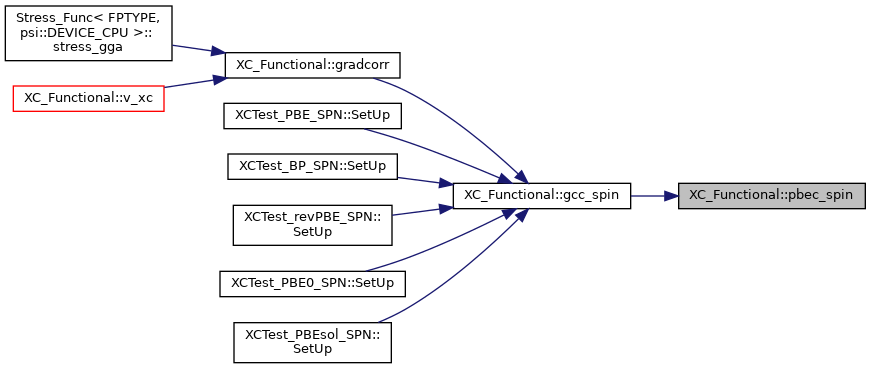 Stress_Func< FPTYPE,
psi::DEVICE_CPU >::
stress_gga
XC_Functional::v_xc
XC_Functional::gradcorr
XCTest_PBE_SPN::SetUp
XCTest_BP_SPN::SetUp
XCTest_revPBE_SPN::
SetUp
XCTest_PBE0_SPN::SetUp
XCTest_PBEsol_SPN::
SetUp
XC_Functional::gcc_spin
XC_Functional::pbec_spin